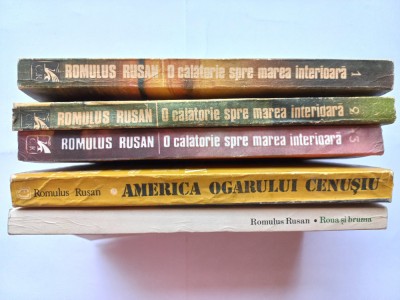 ROMULUS RUSAN O călătorie spre marea interioară 1
ROMULUS RUSAN O călătorie spre marea interioară 2
ROMULUS RUSAN O călătorie spre marea interioară 3
Romulus Rusan • AMERICA OGARULUI CENUȘIU
Romulus Rusan • Roua și bruma